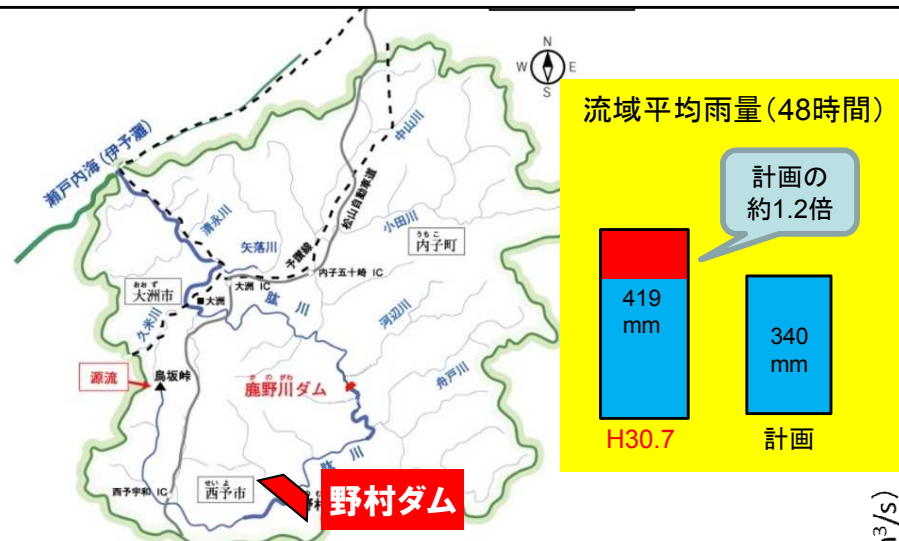 N
W
E
S
瀬戸内海(伊予灘)
中山川
松山自動車道
清永川
小田川
うちこ
内子町
矢落川
予讃線
内子五十崎 IC
おおず
大洲市
大洲 IC
■大洲
肱川
久米川
河辺川
源流
鳥坂峠
かのがわ
鹿野川ダム
舟戸川
肱川
西予宇和 IC
せいよ
西予市
野村ダム
流域平均雨量(48時間)
計画の
約1.2倍
419
mm
340
mm
H30.7
計画
m³/s)